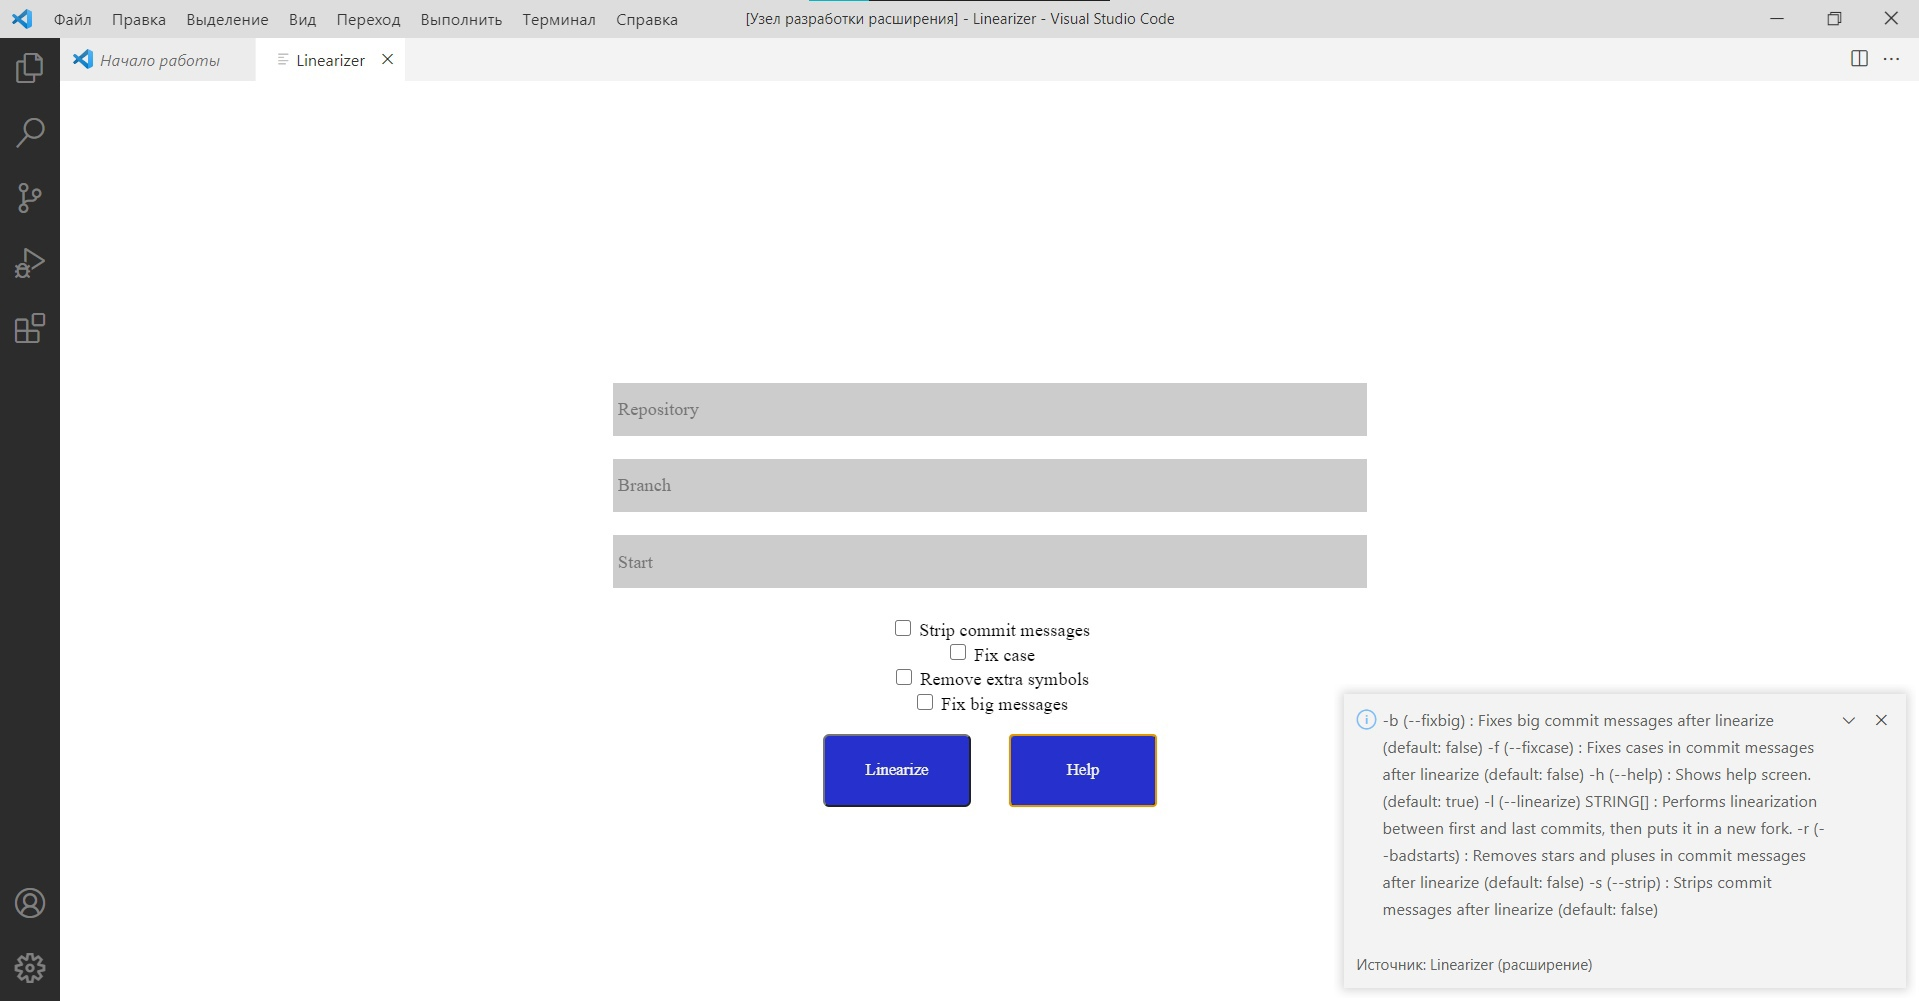 Файл Правка Выделение Вид Переход Выполнить Терминал Справка [Узел разработки расширения] - Linearizer - Visual Studio Code
Начало работы Linearizer
Repository
Branch
Start
Strip commit messages
Fix case
Remove extra symbols
Fix big messages
Linearize Help
-b (--fixbig) : Fixes big commit messages after linearize
(default: false) -f (--fixcase) : Fixes cases in commit messages
after linearize (default: false) -h (--help) : Shows help screen.
(default: true) -l (--linearize) STRING[] : Performs linearization
between first and last commits, then puts it in a new fork. -r (-
-badstarts) : Removes stars and pluses in commit messages
after linearize (default: false) -s (--strip) : Strips commit
messages after linearize (default: false)
Источник: Linearizer (расширение)